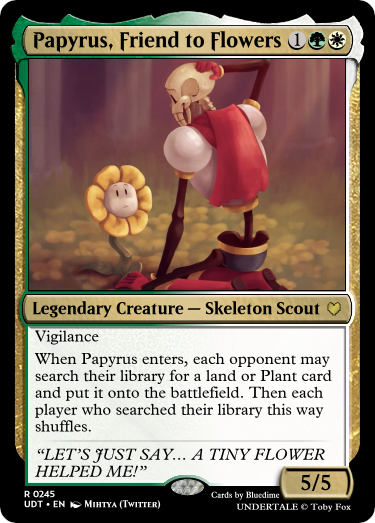 Papyrus, Friend to Flowers 1
Legendary Creature — Skeleton Scout
Vigilance
When Papyrus enters, each opponent may
search their library for a land or Plant card
and put it onto the battlefield. Then each
player who searched their library this way
shuffles.
“LET’S JUST SAY… A TINY FLOWER
HELPED ME!”
5/5
R 0245
UDT • EN Mihtya (Twitter)
Cards by Bluedime
UNDERTALE © Toby Fox